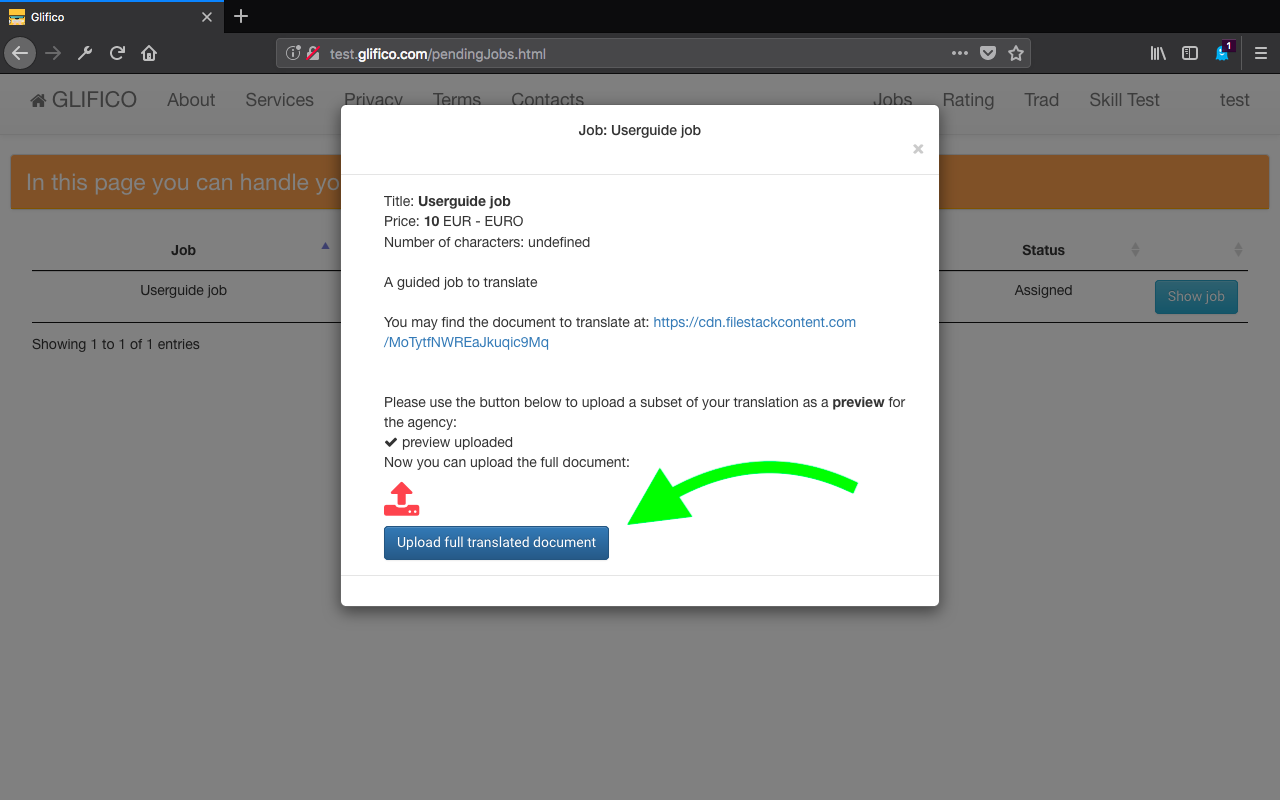 Glifico
test.glifico.com/pendingJobs.html
1
GLIFICO About Services Privacy Terms Contacts Jobs Rating Trad Skill Test test
In this page you can handle yo
Job Status
Userguide job Assigned Show job
Showing 1 to 1 of 1 entries
Job: Userguide job
×
Title: Userguide job
Price: 10 EUR - EURO
Number of characters: undefined
A guided job to translate
You may find the document to translate at: https://cdn.filestackcontent.com
/MoTytfNWREaJkuqic9Mq
Please use the button below to upload a subset of your translation as a preview for
the agency:
preview uploaded
Now you can upload the full document:
Upload full translated document